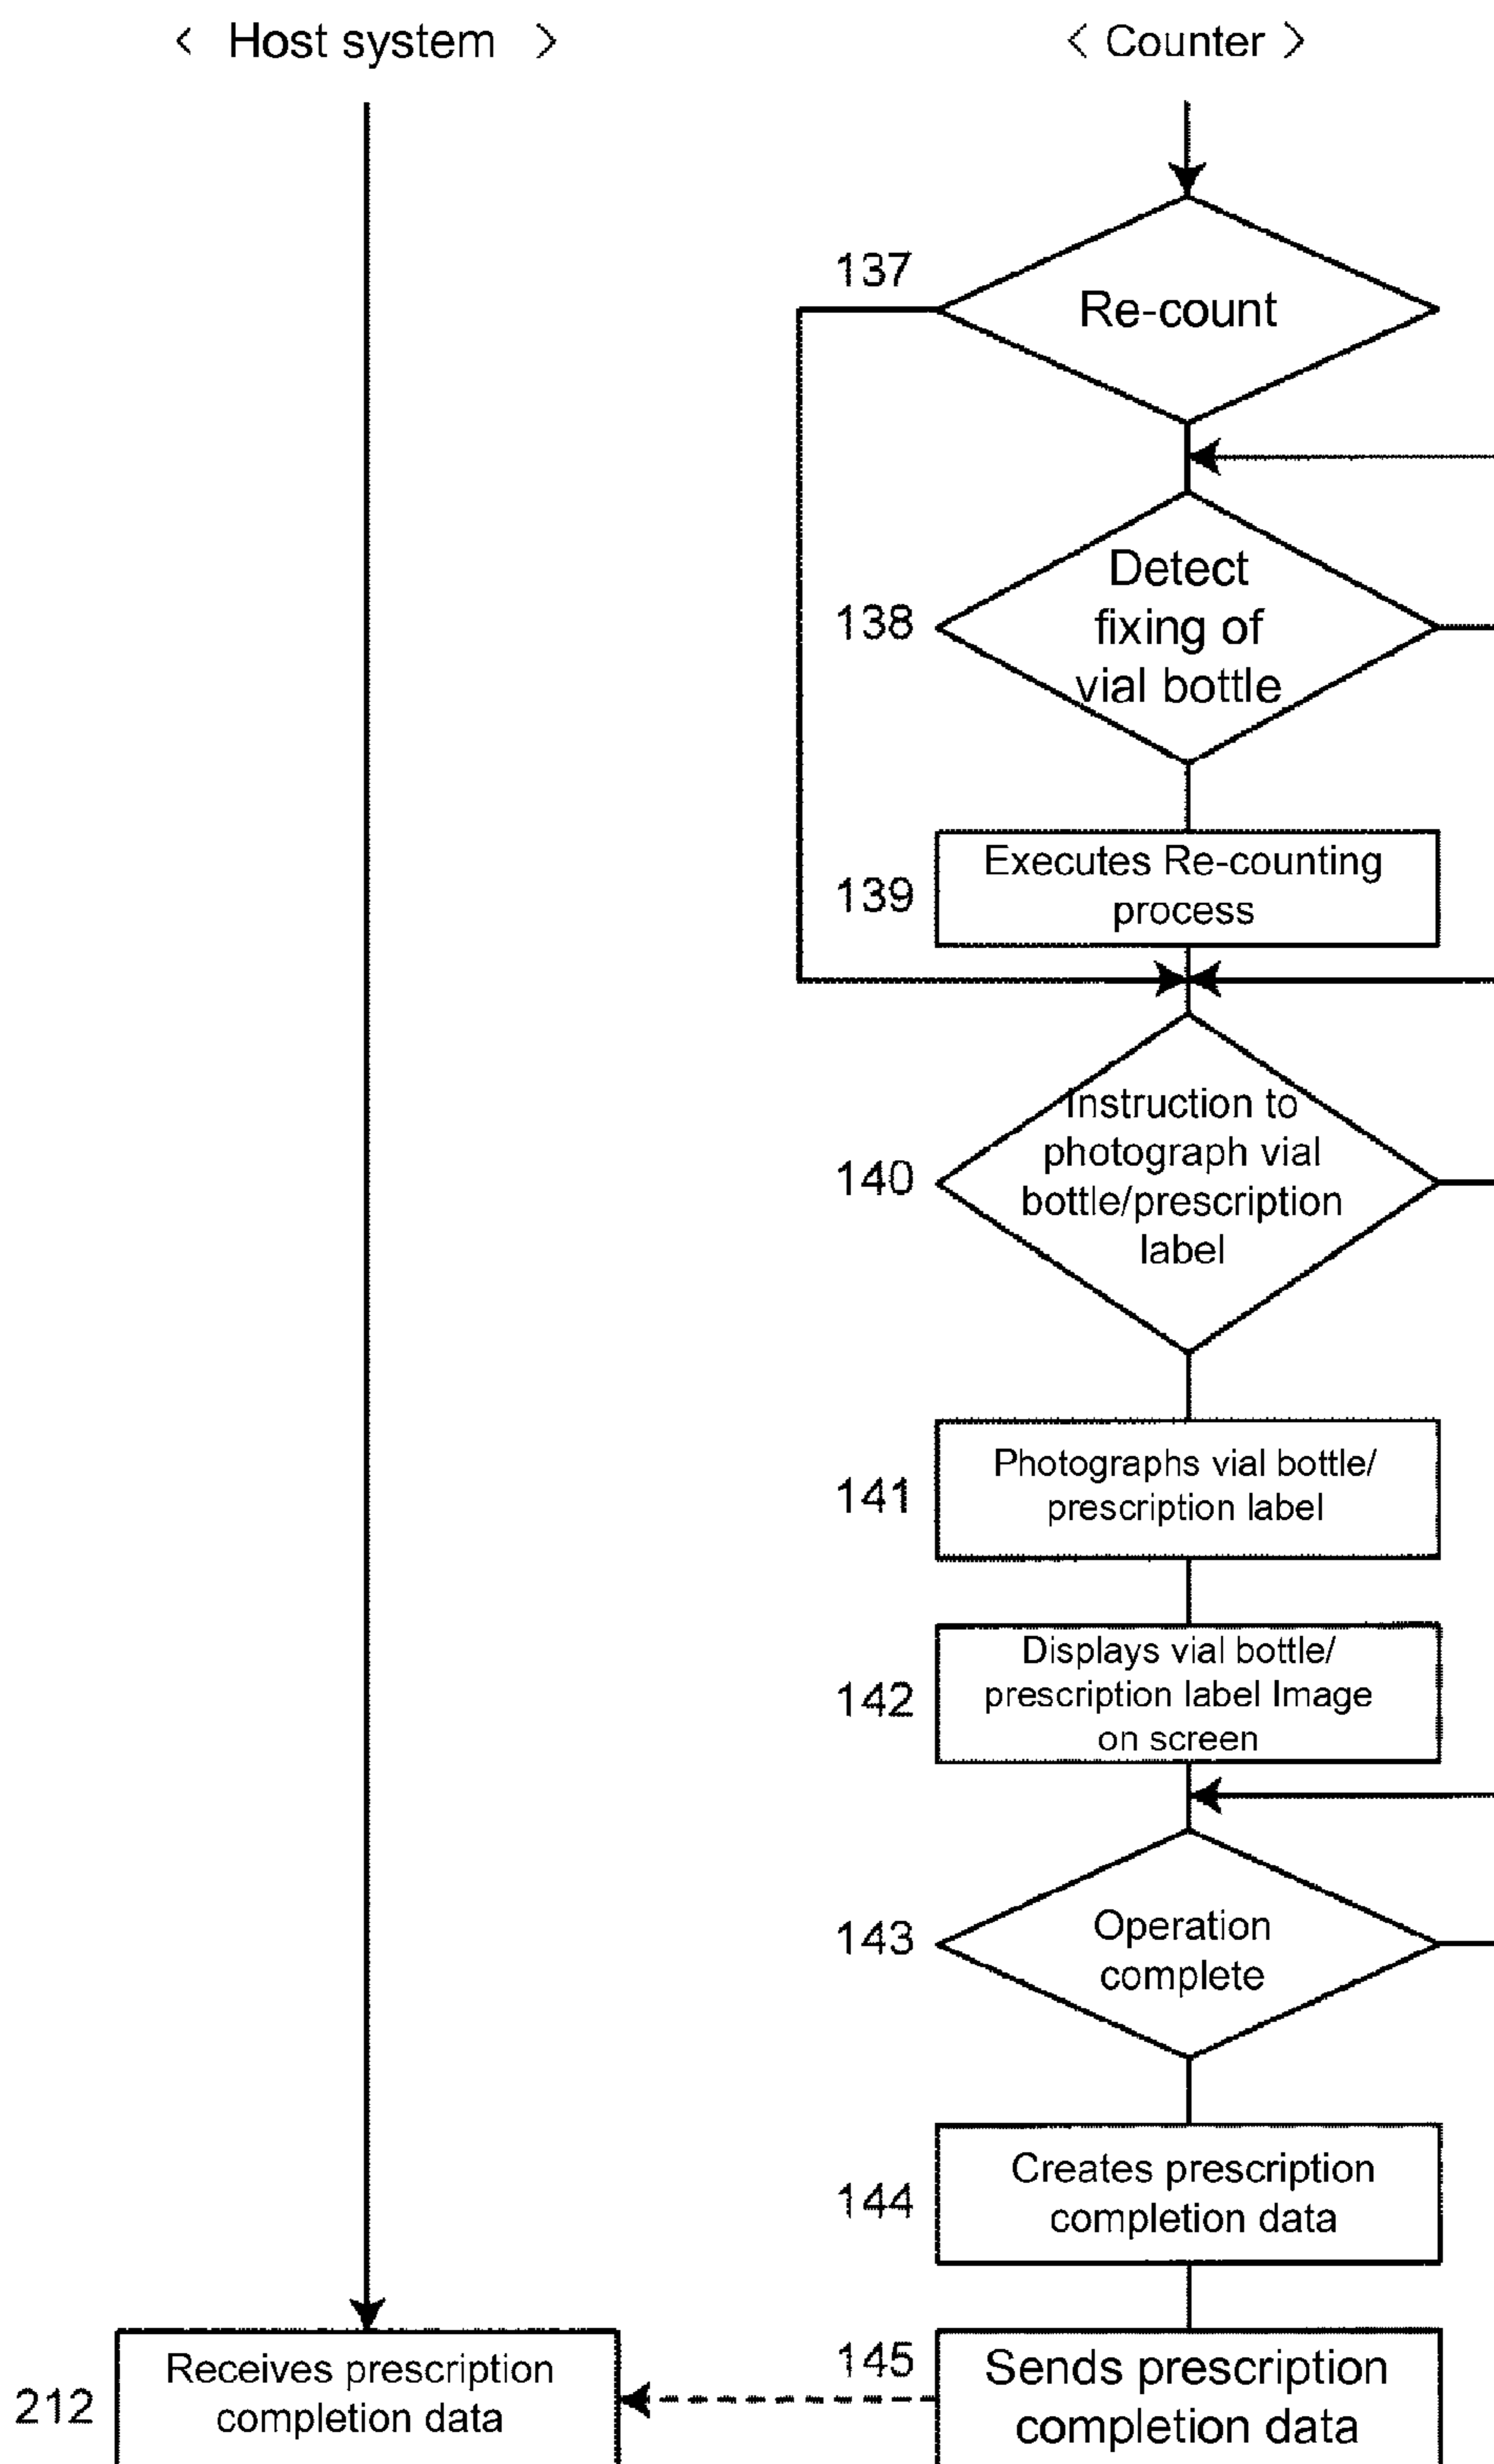 < Host system >
< Counter >
137
Re-count
138
Detect
fixing of
vial bottle
139
Executes Re-counting
process
140
Instruction to
photograph vial
bottle/prescription
label
141
Photographs vial bottle/
prescription label
142
Displays vial bottle/
prescription label Image
on screen
143
Operation
complete
144
Creates prescription
completion data
212
Receives prescription
completion data
145
Sends prescription
completion data